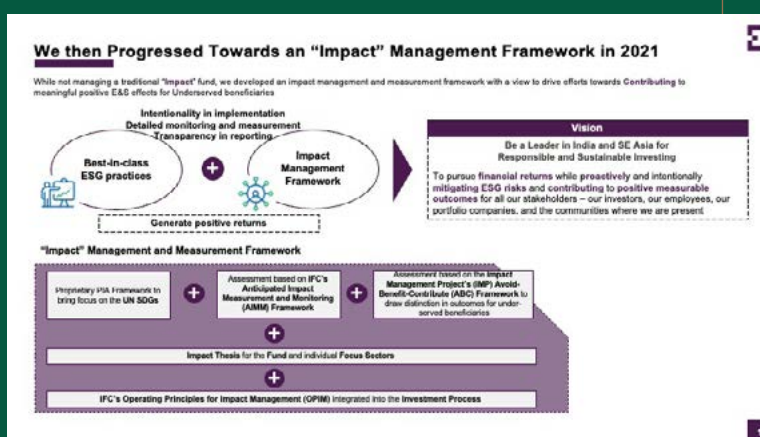 We then Progressed Towards an “Impact” Management Framework in 2021
While not managing a traditional “Impact” fund, we developed an impact management and measurement framework with a view to drive efforts towards Contributing to
meaningful positive E&S effects for Underserved beneficiaries
Intentionality in implementation
Detailed monitoring and measurement
Transparency in reporting
Best-in-class
ESG practices
Impact
Management
Framework
Generate positive returns
Vision
Be a Leader in India and SE Asia for
Responsible and Sustainable Investing
To pursue financial returns while proactively and intentionally
mitigating ESG risks and contributing to positive measurable
outcomes for all our stakeholders – our investors, our employees, our
portfolio companies, and the communities where we are present
“Impact” Management and Measurement Framework
Proprietary PIA Framework to
bring focus on the UN SDGs
Assessment based on IFC's
Anticipated Impact
Measurement and Monitoring
(AIMM) Framework
Assessment based on the Impact
Management Project's (IMP) Avoid-
Benefit-Contribute (ABC) Framework to
draw distinction in outcomes for under-
served beneficiaries
Impact Thesis for the Fund and individual Focus Sectors
IFC's Operating Principles for Impact Management (OPIM) integrated into the Investment Process